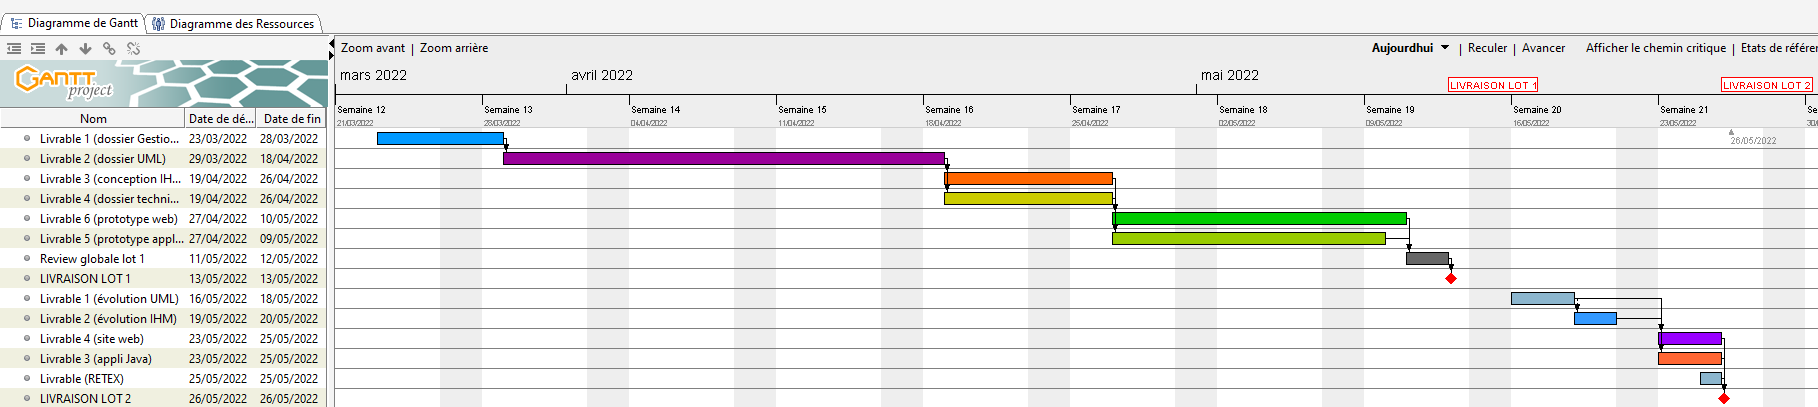 Diagramme de Gantt
Diagramme des Ressources
Zoom avant | Zoom arrière
Aujourd'hui | Reculer | Avancer
Afficher le chemin critique | Etats de référen
GANTT
project
mars 2022
avril 2022
mai 2022
LIVRAISON LOT 1
LIVRAISON LOT 2
Semaine 12
Semaine 13
Semaine 14
Semaine 15
Semaine 16
Semaine 17
Semaine 18
Semaine 19
Semaine 20
Semaine 21
Se
21/03/2022
28/03/2022
04/04/2022
11/04/2022
18/04/2022
25/04/2022
02/05/2022
09/05/2022
16/05/2022
23/05/2022
30/
26/05/2022
Nom Date de dé... Date de fin
Livrable 1 (dossier Gestio... 23/03/2022 28/03/2022
Livrable 2 (dossier UML) 29/03/2022 18/04/2022
Livrable 3 (conception IH... 19/04/2022 26/04/2022
Livrable 4 (dossier techni... 19/04/2022 26/04/2022
Livrable 6 (prototype web) 27/04/2022 10/05/2022
Livrable 5 (prototype appl... 27/04/2022 09/05/2022
Review globale lot 1 11/05/2022 12/05/2022
LIVRAISON LOT 1 13/05/2022 13/05/2022
Livrable 1 (évolution UML) 16/05/2022 18/05/2022
Livrable 2 (évolution IHM) 19/05/2022 20/05/2022
Livrable 4 (site web) 23/05/2022 25/05/2022
Livrable 3 (appli Java) 23/05/2022 25/05/2022
Livrable (RETEX) 25/05/2022 25/05/2022
LIVRAISON LOT 2 26/05/2022 26/05/2022